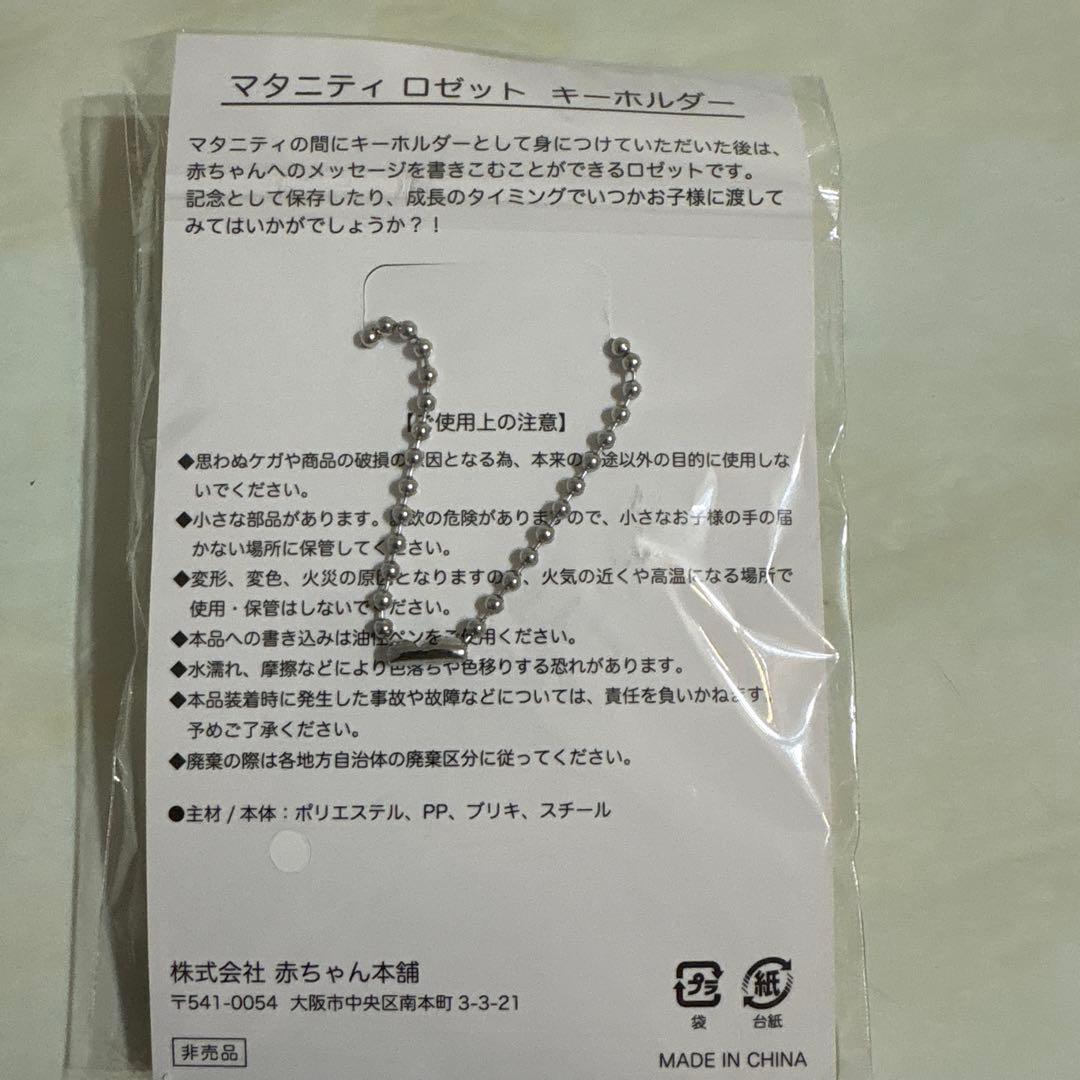 マタニティ ロゼット キーホルダー
マタニティの間にキーホルダーとして身につけていただいた後は、
赤ちゃんへのメッセージを書きこむことができるロゼットです。
記念として保存したり、成長のタイミングでいつかお子様に渡して
みてはいかがでしょうか？！
【ご使用上の注意】
◆思わぬケガや商品の破損の原因となる為、本来の用途以外の目的に使用しな
いでください。
◆小さな部品があります。誤飲の危険がありますので、小さなお子様の手の届
かない場所に保管してください。
◆変形、変色、火災の原因となりますので、火気の近くや高温になる場所で
使用・保管はしないでください。
◆本品への書き込みは油性ペンをご使用ください。
◆水濡れ、摩擦などにより色落ちや色移りする恐れがあります。
◆本品装着時に発生した事故や故障などについては、責任を負いかねます
予めご了承ください。
◆廃棄の際は各地方自治体の廃棄区分に従ってください。
●主材 / 本体：ポリエステル、PP、ブリキ、スチール
株式会社 赤ちゃん本舗
〒541-0054 大阪市中央区南本町 3-3-21
プラ 紙
袋 台紙
非売品
MADE IN CHINA